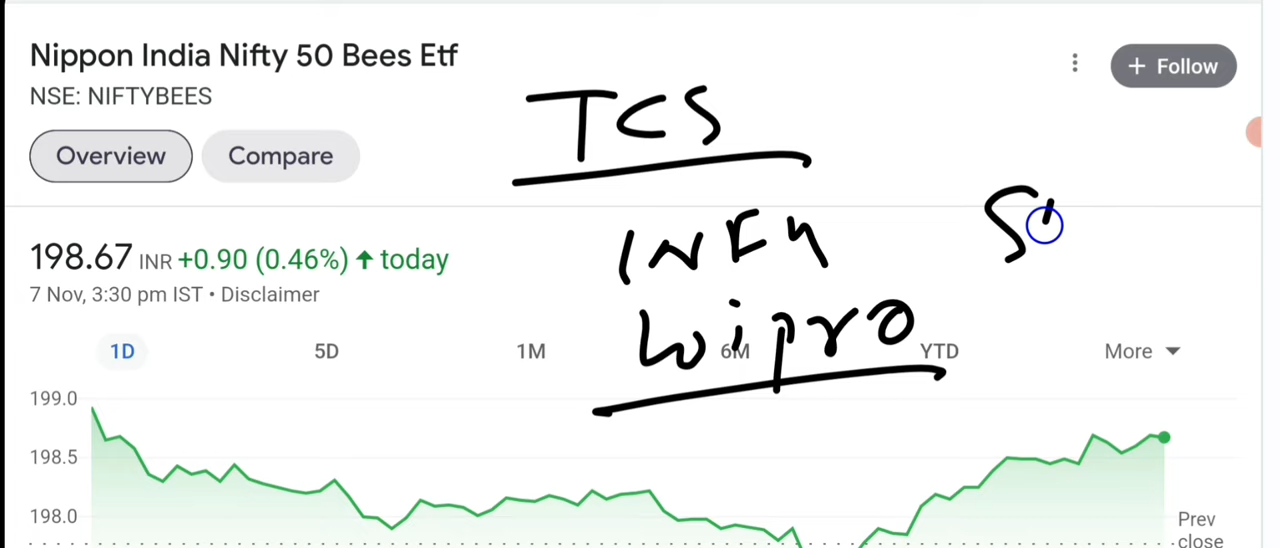 Nippon India Nifty 50 Bees Etf
+ Follow
NSE: NIFTYBEES
TCS
Overview
Compare
INFY
198.67 INR +0.90 (0.46%) ↑ today
7 Nov, 3:30 pm IST • Disclaimer
Wipro
1D 5D 1M 6M YTD More
199.0
198.5
198.0
Prev
close